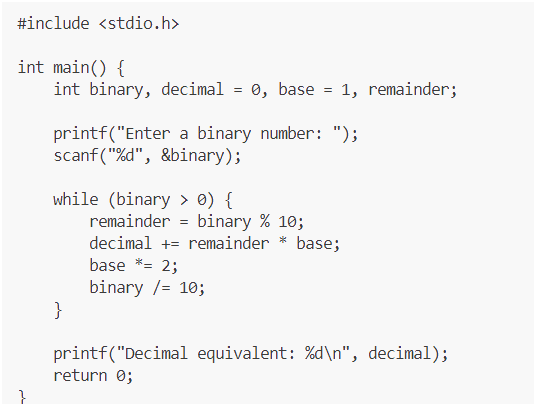 #include <stdio.h>
int main() {
    int binary, decimal = 0, base = 1, remainder;
    printf("Enter a binary number: ");
    scanf("%d", &binary);
    while (binary > 0) {
        remainder = binary % 10;
        decimal += remainder * base;
        base *= 2;
        binary /= 10;
    }
    printf("Decimal equivalent: %d\n", decimal);
    return 0;
}